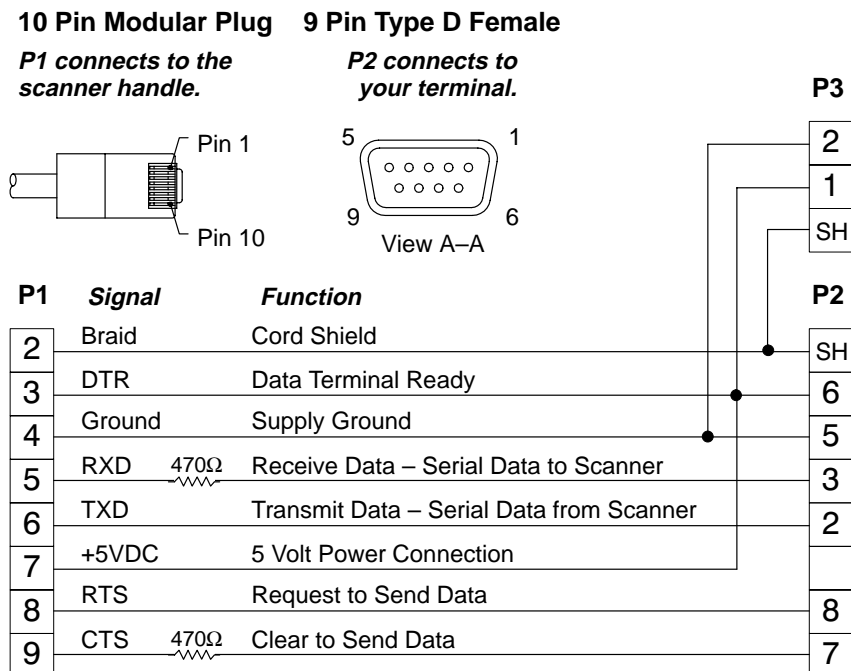 10 Pin Modular Plug 9 Pin Type D Female
P1 connects to the scanner handle.
P2 connects to your terminal.
P3
Pin 1
Pin 10
5 1
9 6
View A–A
2
1
SH
P1 Signal Function P2
2 Braid Cord Shield SH
3 DTR Data Terminal Ready 6
4 Ground Supply Ground 5
5 RXD 470Ω Receive Data – Serial Data to Scanner 3
6 TXD Transmit Data – Serial Data from Scanner 2
7 +5VDC 5 Volt Power Connection
8 RTS Request to Send Data 8
9 CTS 470Ω Clear to Send Data 7